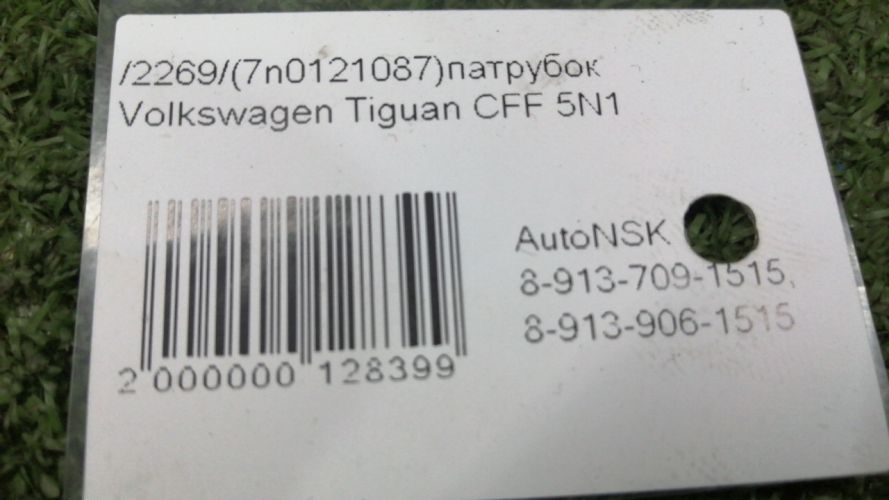 /2269/(7n0121087)патрубок
Volkswagen Tiguan CFF 5N1
AutoNSK
8-913-709-1515,
8-913-906-1515
2 000000 128399